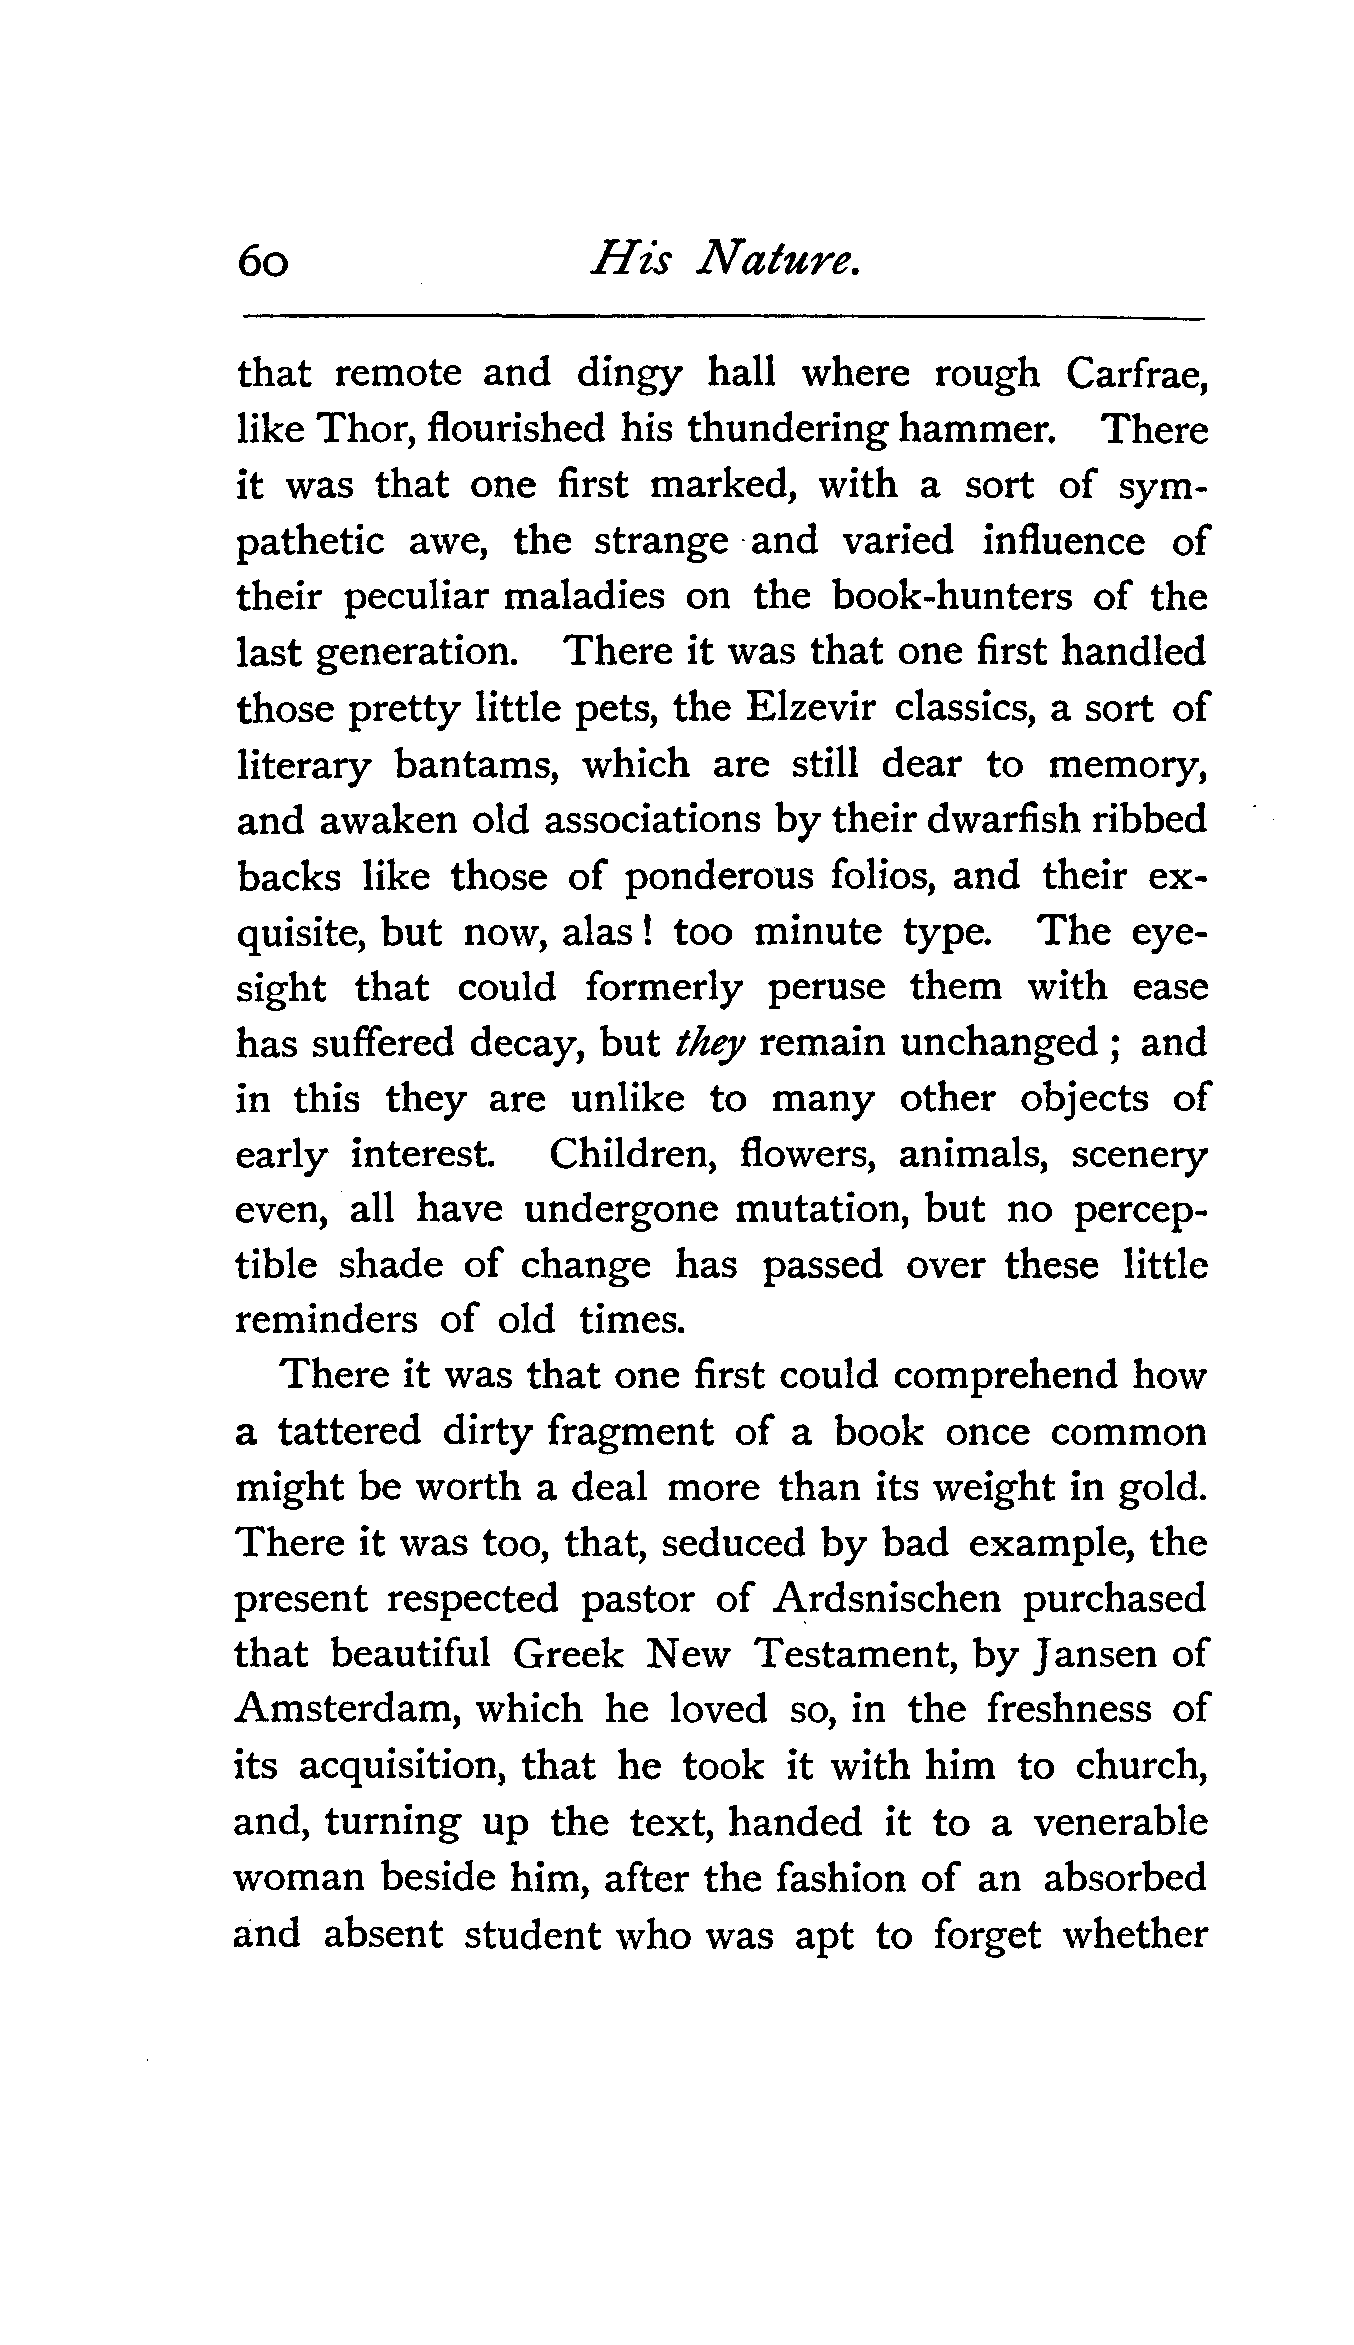 60 His Nature.
that remote and dingy hall where rough Carfrae,
like Thor, flourished his thundering hammer. There
it was that one first marked, with a sort of sym-
pathetic awe, the strange and varied influence of
their peculiar maladies on the book-hunters of the
last generation. There it was that one first handled
those pretty little pets, the Elzevir classics, a sort of
literary bantams, which are still dear to memory,
and awaken old associations by their dwarfish ribbed
backs like those of ponderous folios, and their ex-
quisite, but now, alas! too minute type. The eye-
sight that could formerly peruse them with ease
has suffered decay, but they remain unchanged; and
in this they are unlike to many other objects of
early interest. Children, flowers, animals, scenery
even, all have undergone mutation, but no percep-
tible shade of change has passed over these little
reminders of old times.
There it was that one first could comprehend how
a tattered dirty fragment of a book once common
might be worth a deal more than its weight in gold.
There it was too, that, seduced by bad example, the
present respected pastor of Ardsnischen purchased
that beautiful Greek New Testament, by Jansen of
Amsterdam, which he loved so, in the freshness of
its acquisition, that he took it with him to church,
and, turning up the text, handed it to a venerable
woman beside him, after the fashion of an absorbed
and absent student who was apt to forget whether